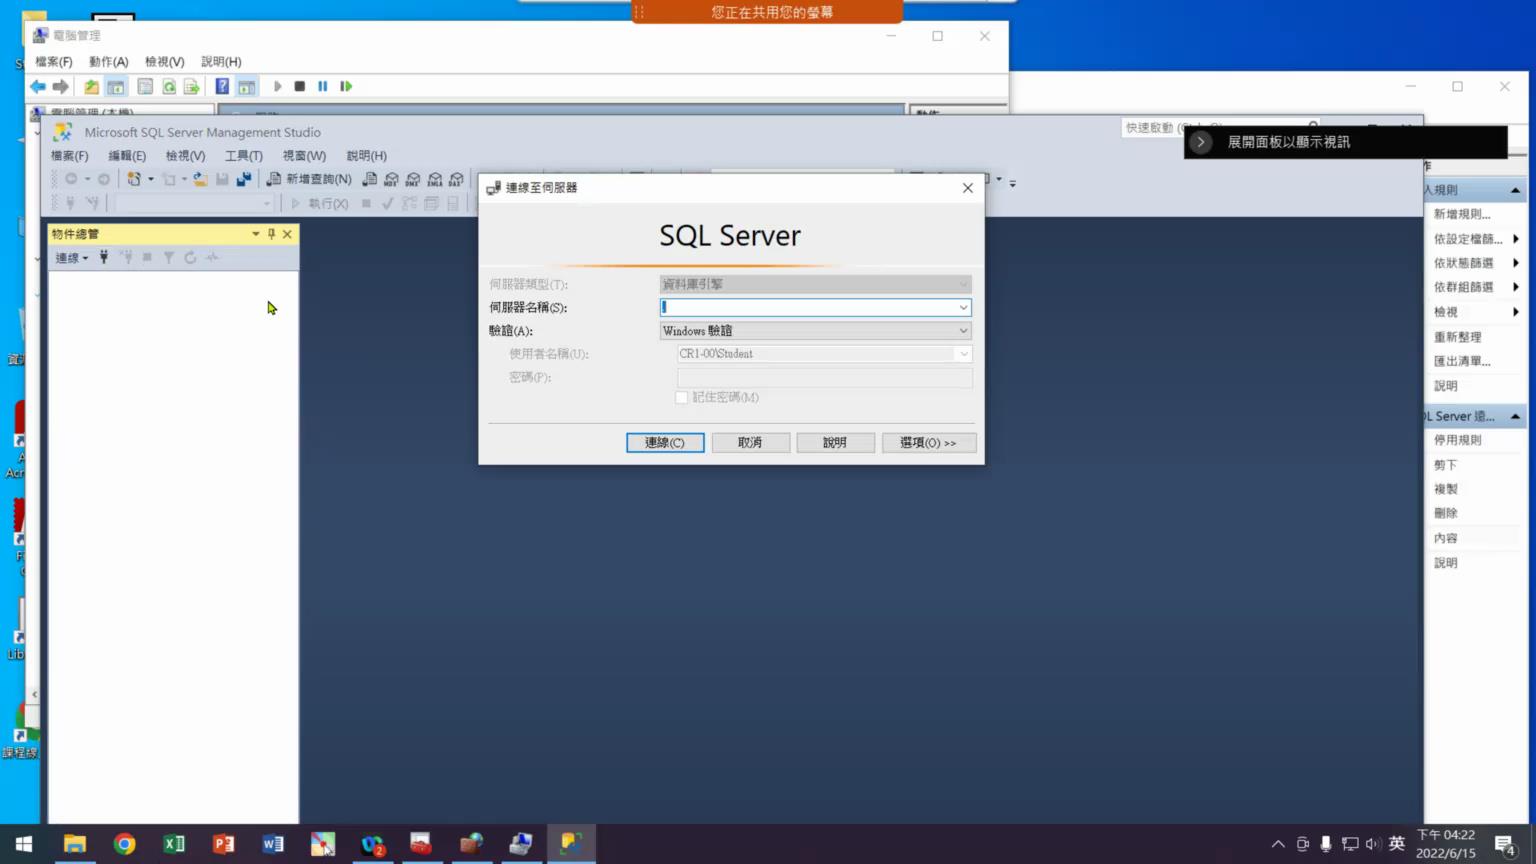 您正在共用您的螢幕
電腦管理
檔案(F) 動作(A) 檢視(V) 說明(H)
Microsoft SQL Server Management Studio
快速啟動
展開面板以顯示視訊
檔案(F) 編輯(E) 檢視(V) 工具(T) 視窗(W) 說明(H)
新增查詢(N)
執行(X)
物件總管
連線
連線至伺服器
SQL Server
伺服器類型(T): 資料庫引擎
伺服器名稱(S):
驗證(A): Windows 驗證
使用者名稱(U): CR1-00\Student
密碼(P):
記住密碼(M)
連線(C) 取消 說明 選項(O) >>
人規則
新增規則...
依設定檔篩...
依狀態篩選
依群組篩選
檢視
重新整理
匯出清單...
說明
L Server 遠...
停用規則
剪下
複製
刪除
內容
說明
英
下午 04:22
2022/6/15
2
4